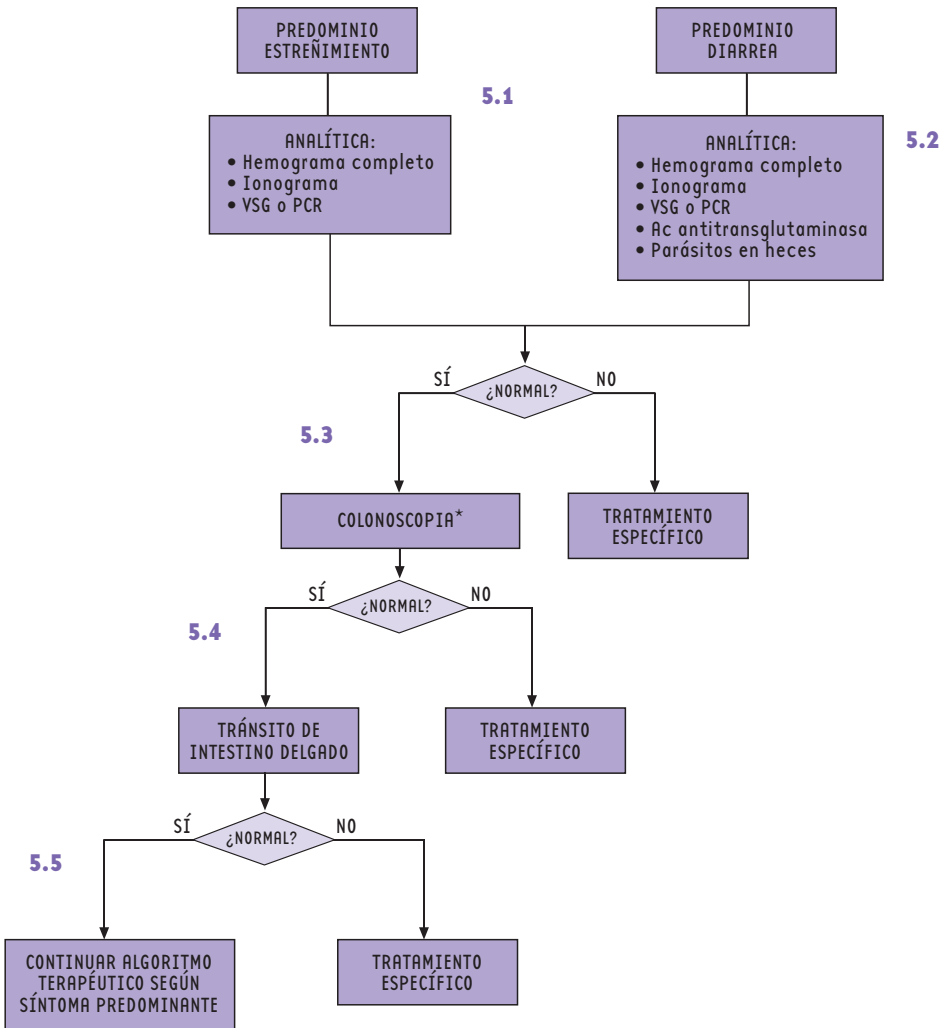 PREDOMINIO
ESTREÑIMIENTO
PREDOMINIO
DIARREA
5.1
ANALÍTICA:
• Hemograma completo
• Ionograma
• VSG o PCR
5.2
ANALÍTICA:
• Hemograma completo
• Ionograma
• VSG o PCR
• Ac antitransglutaminasa
• Parásitos en heces
SÍ
¿NORMAL?
NO
5.3
COLONOSCOPIA*
TRATAMIENTO
ESPECÍFICO
SÍ
¿NORMAL?
NO
5.4
TRÁNSITO DE
INTESTINO DELGADO
TRATAMIENTO
ESPECÍFICO
SÍ
¿NORMAL?
NO
5.5
CONTINUAR ALGORITMO
TERAPÉUTICO SEGÚN
SÍNTOMA PREDOMINANTE
TRATAMIENTO
ESPECÍFICO